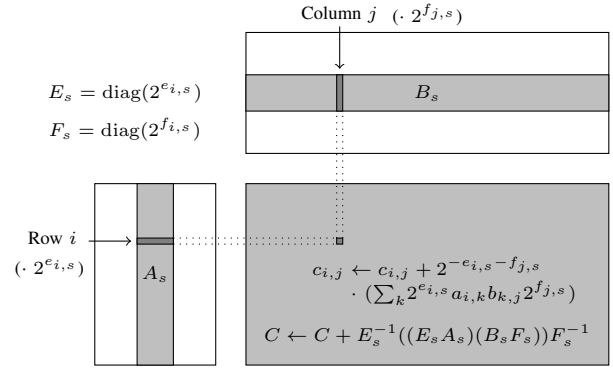 Column j (· 2^{f_{j,s}})
E_s = diag(2^{e_{i,s}})
B_s
F_s = diag(2^{f_{i,s}})
Row i
(· 2^{e_{i,s}})
A_s
c_{i,j} ← c_{i,j} + 2^{−e_{i,s}−f_{j,s}}
· (∑_k 2^{e_{i,s}} a_{i,k} b_{k,j} 2^{f_{j,s}})
C ← C + E_s^{−1}((E_s A_s)(B_s F_s))F_s^{−1}